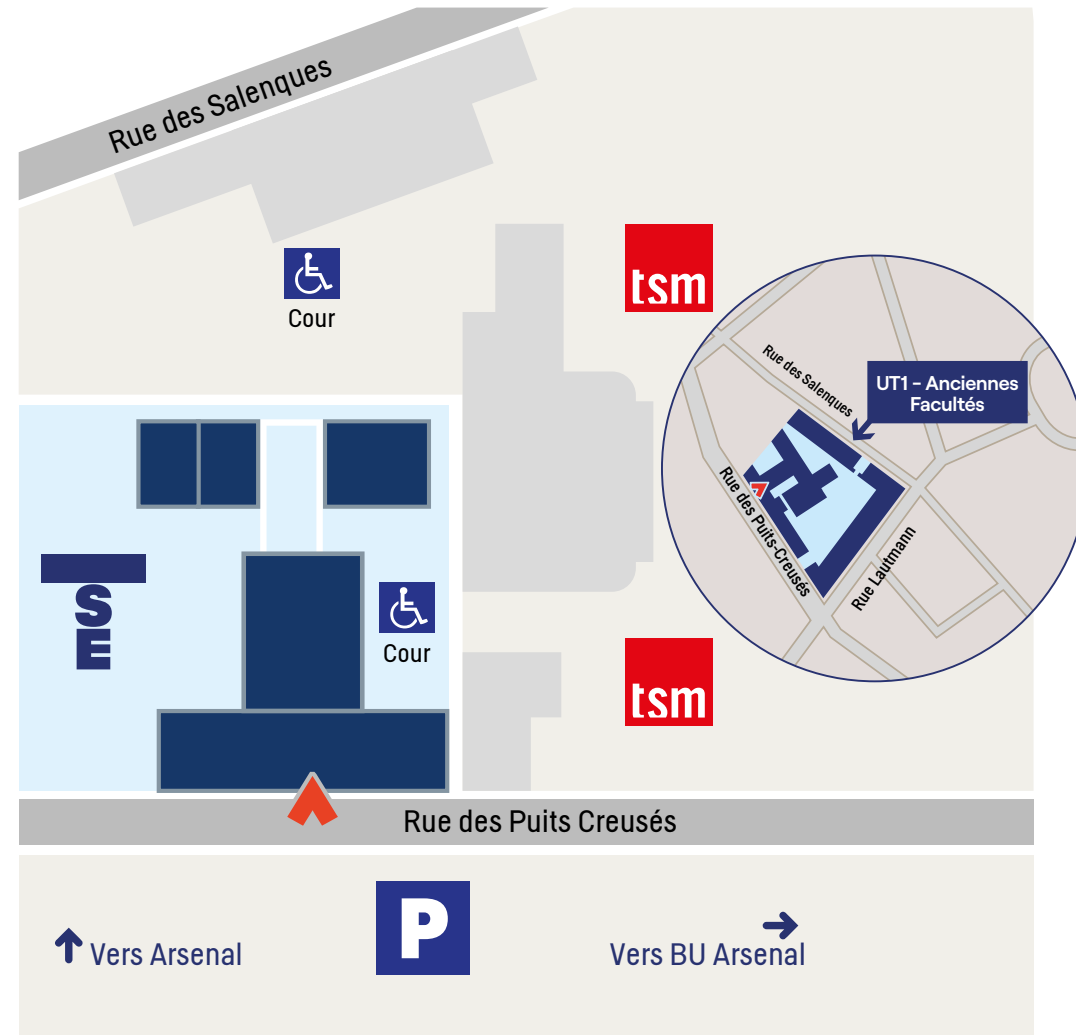 Rue des Salenques
tsm
Cour
Rue des Salenques
UT1 - Anciennes
Facultés
Rue des Puits-Creusés
Rue Lautmann
TSE
Cour
tsm
Rue des Puits Creusés
P
Vers Arsenal
Vers BU Arsenal